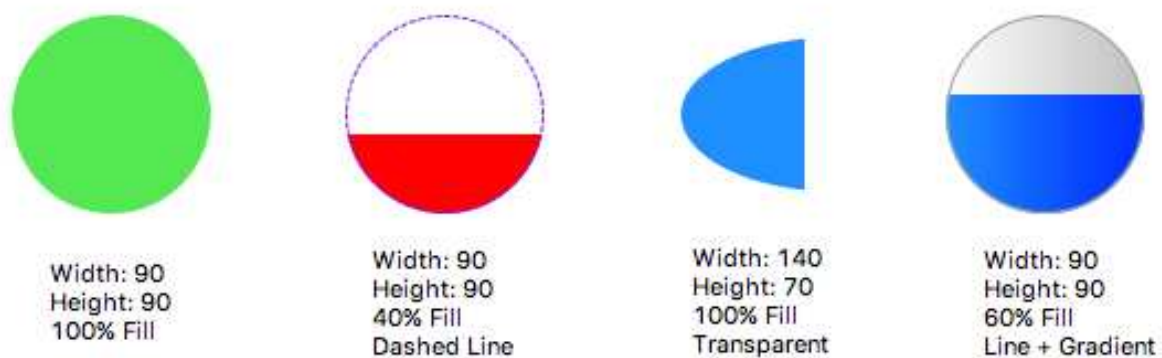 Width: 90
Height: 90
100% Fill
Width: 90
Height: 90
40% Fill
Dashed Line
Width: 140
Height: 70
100% Fill
Transparent
Width: 90
Height: 90
60% Fill
Line + Gradient